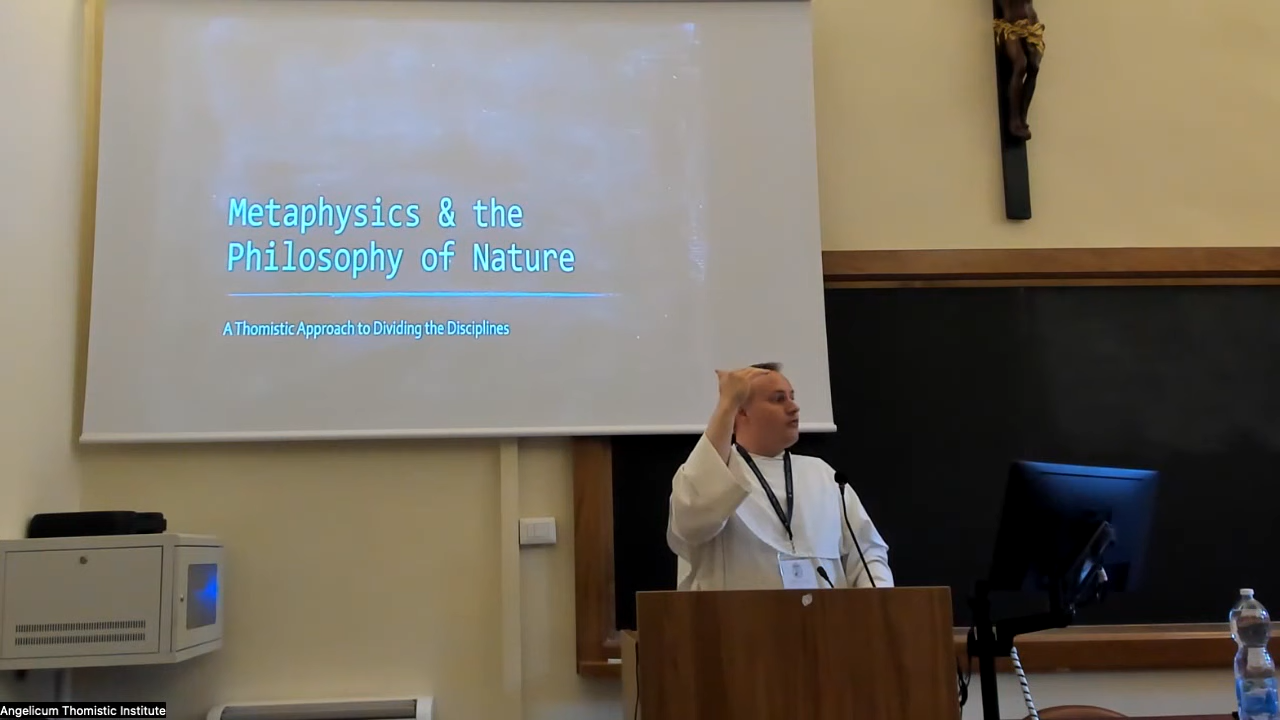 Metaphysics & the
Philosophy of Nature
A Thomistic Approach to Dividing the Disciplines
Angelicum Thomistic Institute